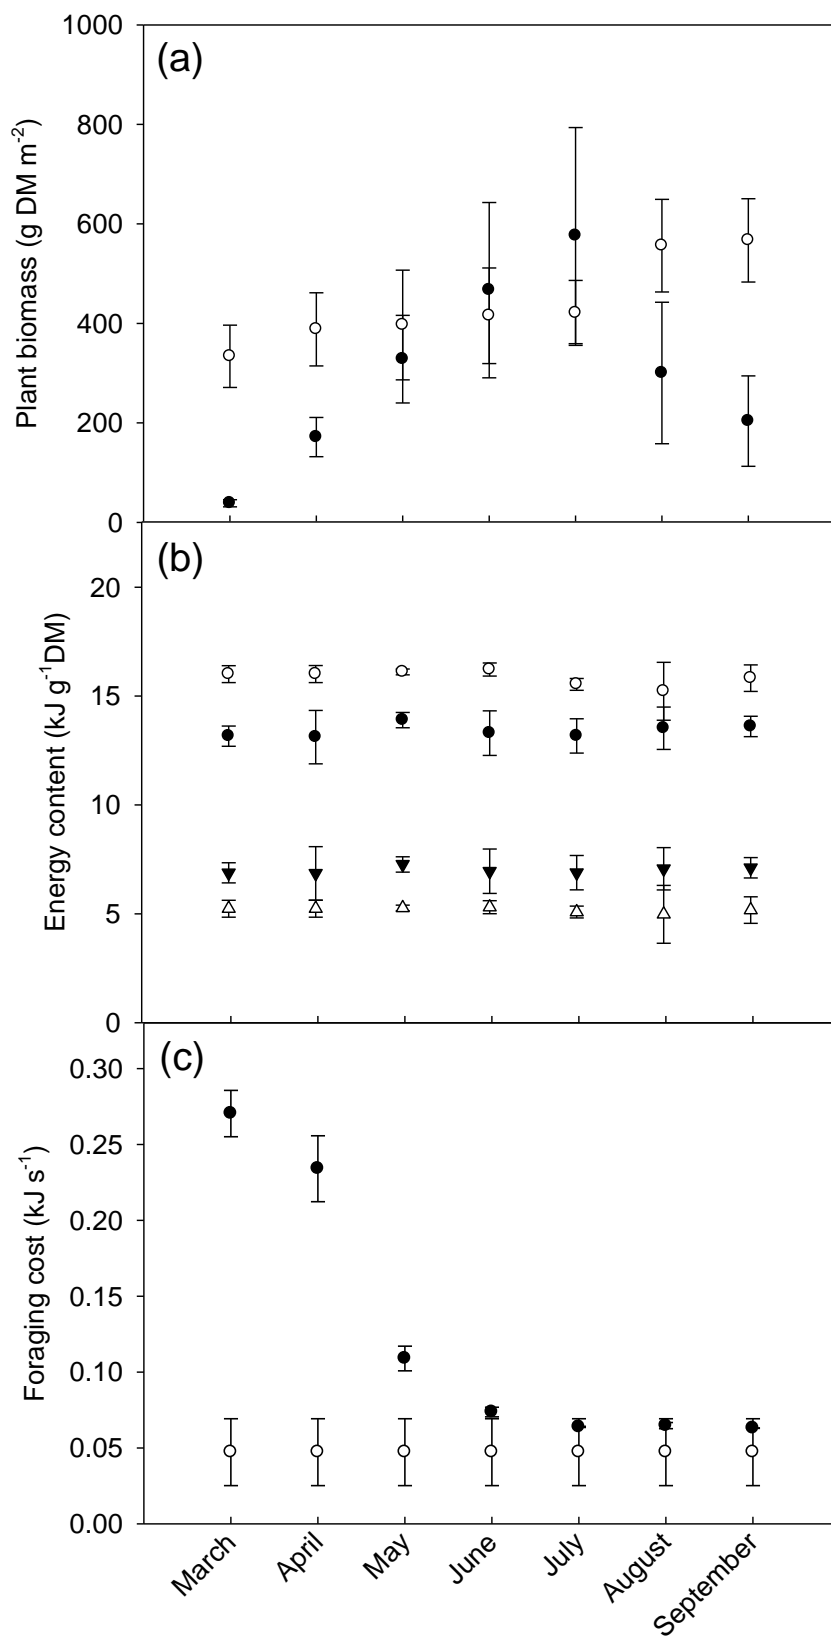 (a)
Plant biomass (g DM m⁻²)
1000
800
600
400
200
0
(b)
Energy content (kJ g⁻¹DM)
20
15
10
5
0
(c)
Foraging cost (kJ s⁻¹)
0.30
0.25
0.20
0.15
0.10
0.05
0.00
March
April
May
June
July
August
September